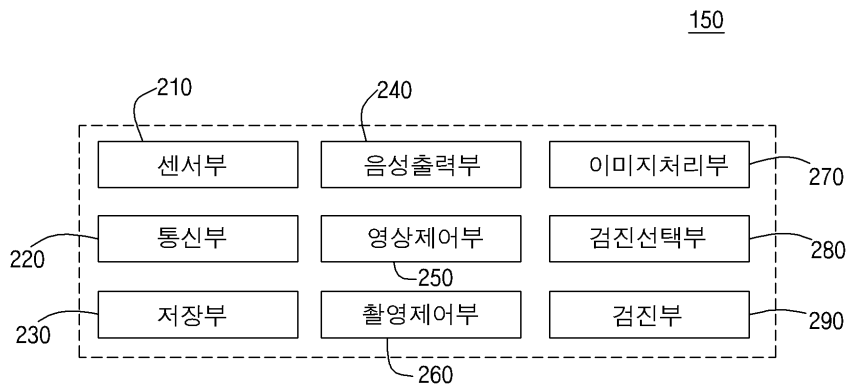 150
210
240
센서부
음성출력부
이미지처리부
270
통신부
영상제어부
검진선택부
220
250
280
저장부
촬영제어부
검진부
230
260
290